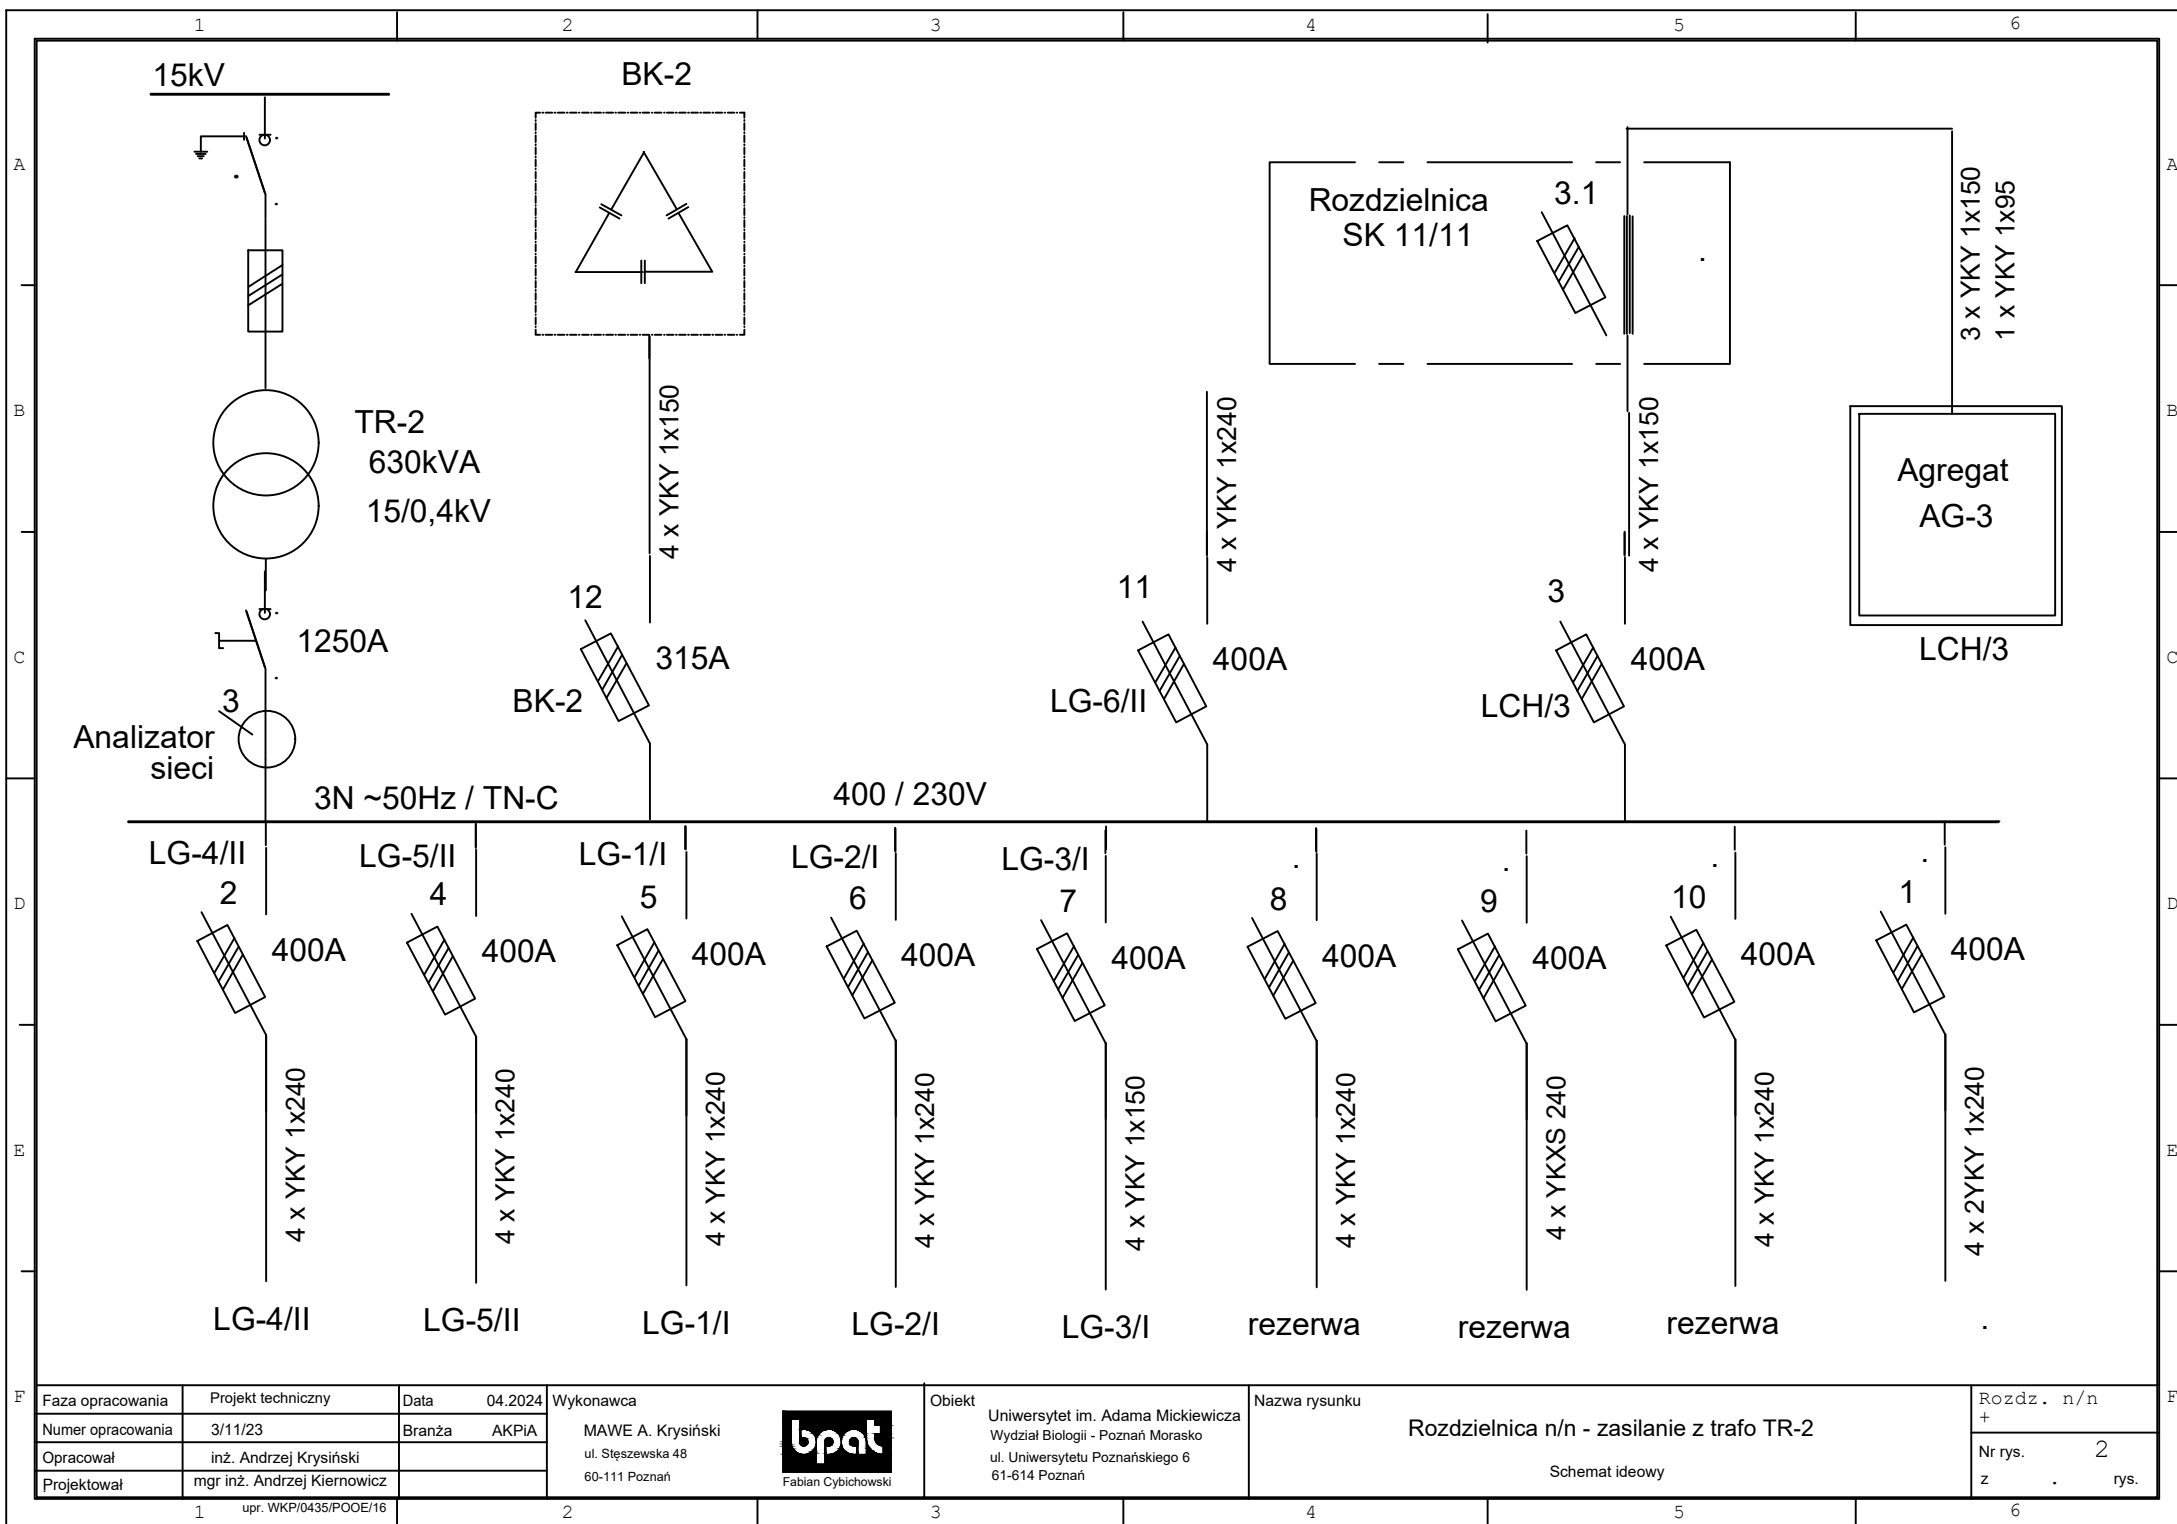 1 2 3 4 5 6
A A
B B
C C
D D
E E
F F
15kV
BK-2
Rozdzielnica
SK 11/11
3.1
3 x YKY 1x150
1 x YKY 1x95
TR-2
630kVA
15/0,4kV
4 x YKY 1x150
4 x YKY 1x240
4 x YKY 1x150
Agregat
AG-3
LCH/3
1250A
3
Analizator
sieci
12
315A
BK-2
11
400A
LG-6/II
3
400A
LCH/3
3N ~50Hz / TN-C
400 / 230V
LG-4/II
2
400A
4 x YKY 1x240
LG-4/II
LG-5/II
4
400A
4 x YKY 1x240
LG-5/II
LG-1/I
5
400A
4 x YKY 1x240
LG-1/I
LG-2/I
6
400A
4 x YKY 1x240
LG-2/I
LG-3/I
7
400A
4 x YKY 1x150
LG-3/I
8
400A
4 x YKY 1x240
rezerwa
9
400A
4 x YKXS 240
rezerwa
10
400A
4 x YKY 1x240
rezerwa
1
400A
4 x 2YKY 1x240
Faza opracowania Projekt techniczny
Numer opracowania 3/11/23
Opracował inż. Andrzej Krysiński
Projektował mgr inż. Andrzej Kiernowicz
upr. WKP/0435/POOE/16
Data 04.2024
Branża AKPiA
Wykonawca
MAWE A. Krysiński
ul. Stęszewska 48
60-111 Poznań
bpat
Fabian Cybichowski
Obiekt
Uniwersytet im. Adama Mickiewicza
Wydział Biologii - Poznań Morasko
ul. Uniwersytetu Poznańskiego 6
61-614 Poznań
Nazwa rysunku
Rozdzielnica n/n - zasilanie z trafo TR-2
Schemat ideowy
Rozdz. n/n
+
Nr rys. 2
z . rys.
1 2 3 4 5 6